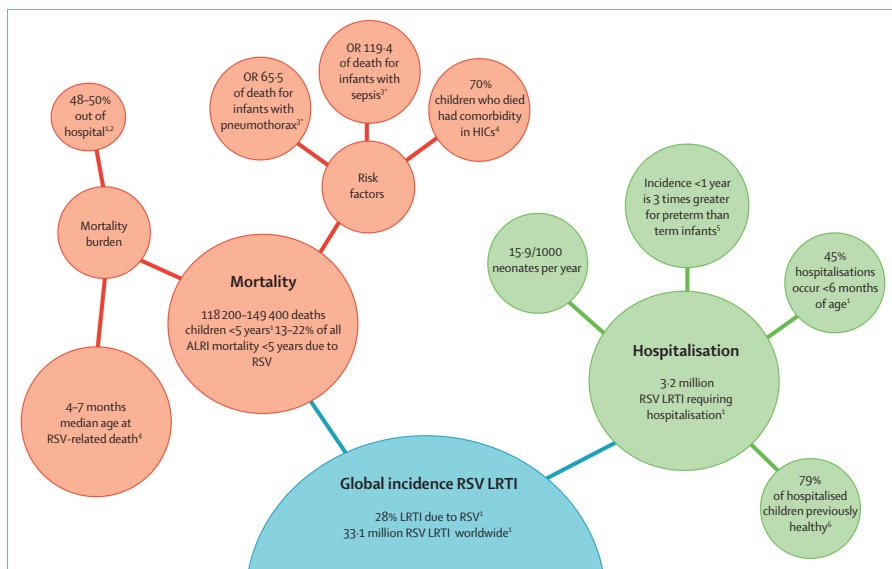 48–50%
out of
hospital¹,²
OR 65·5
of death for
infants with
pneumothorax³*
OR 119·4
of death for
infants with
sepsis³*
70%
children who died
had comorbidity
in HICs⁴
Risk
factors
Mortality
burden
Mortality
118 200–149 400 deaths
children <5 years¹ 13–22% of all
ALRI mortality <5 years due to
RSV
4–7 months
median age at
RSV-related death⁴
Incidence <1 year
is 3 times greater
for preterm than
term infants⁵
15·9/1000
neonates per year
45%
hospitalisations
occur <6 months
of age¹
Hospitalisation
3·2 million
RSV LRTI requiring
hospitalisation¹
79%
of hospitalised
children previously
healthy⁶
Global incidence RSV LRTI
28% LRTI due to RSV¹
33·1 million RSV LRTI worldwide¹